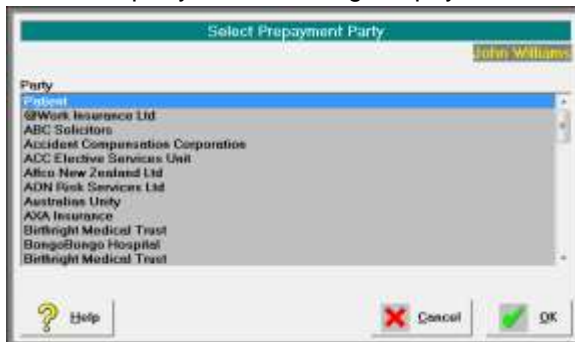 Select Prepayment Party
John Williams
Party
Patient
@Work Insurance Ltd
ABC Solicitors
Accident Compensation Corporation
ACC Elective Services Unit
Affco New Zealand Ltd
AON Risk Services Ltd
Australian Unity
AXA Insurance
Birthright Medical Trust
BongoBongo Hospital
Birthright Medical Trust
Help
Cancel
OK